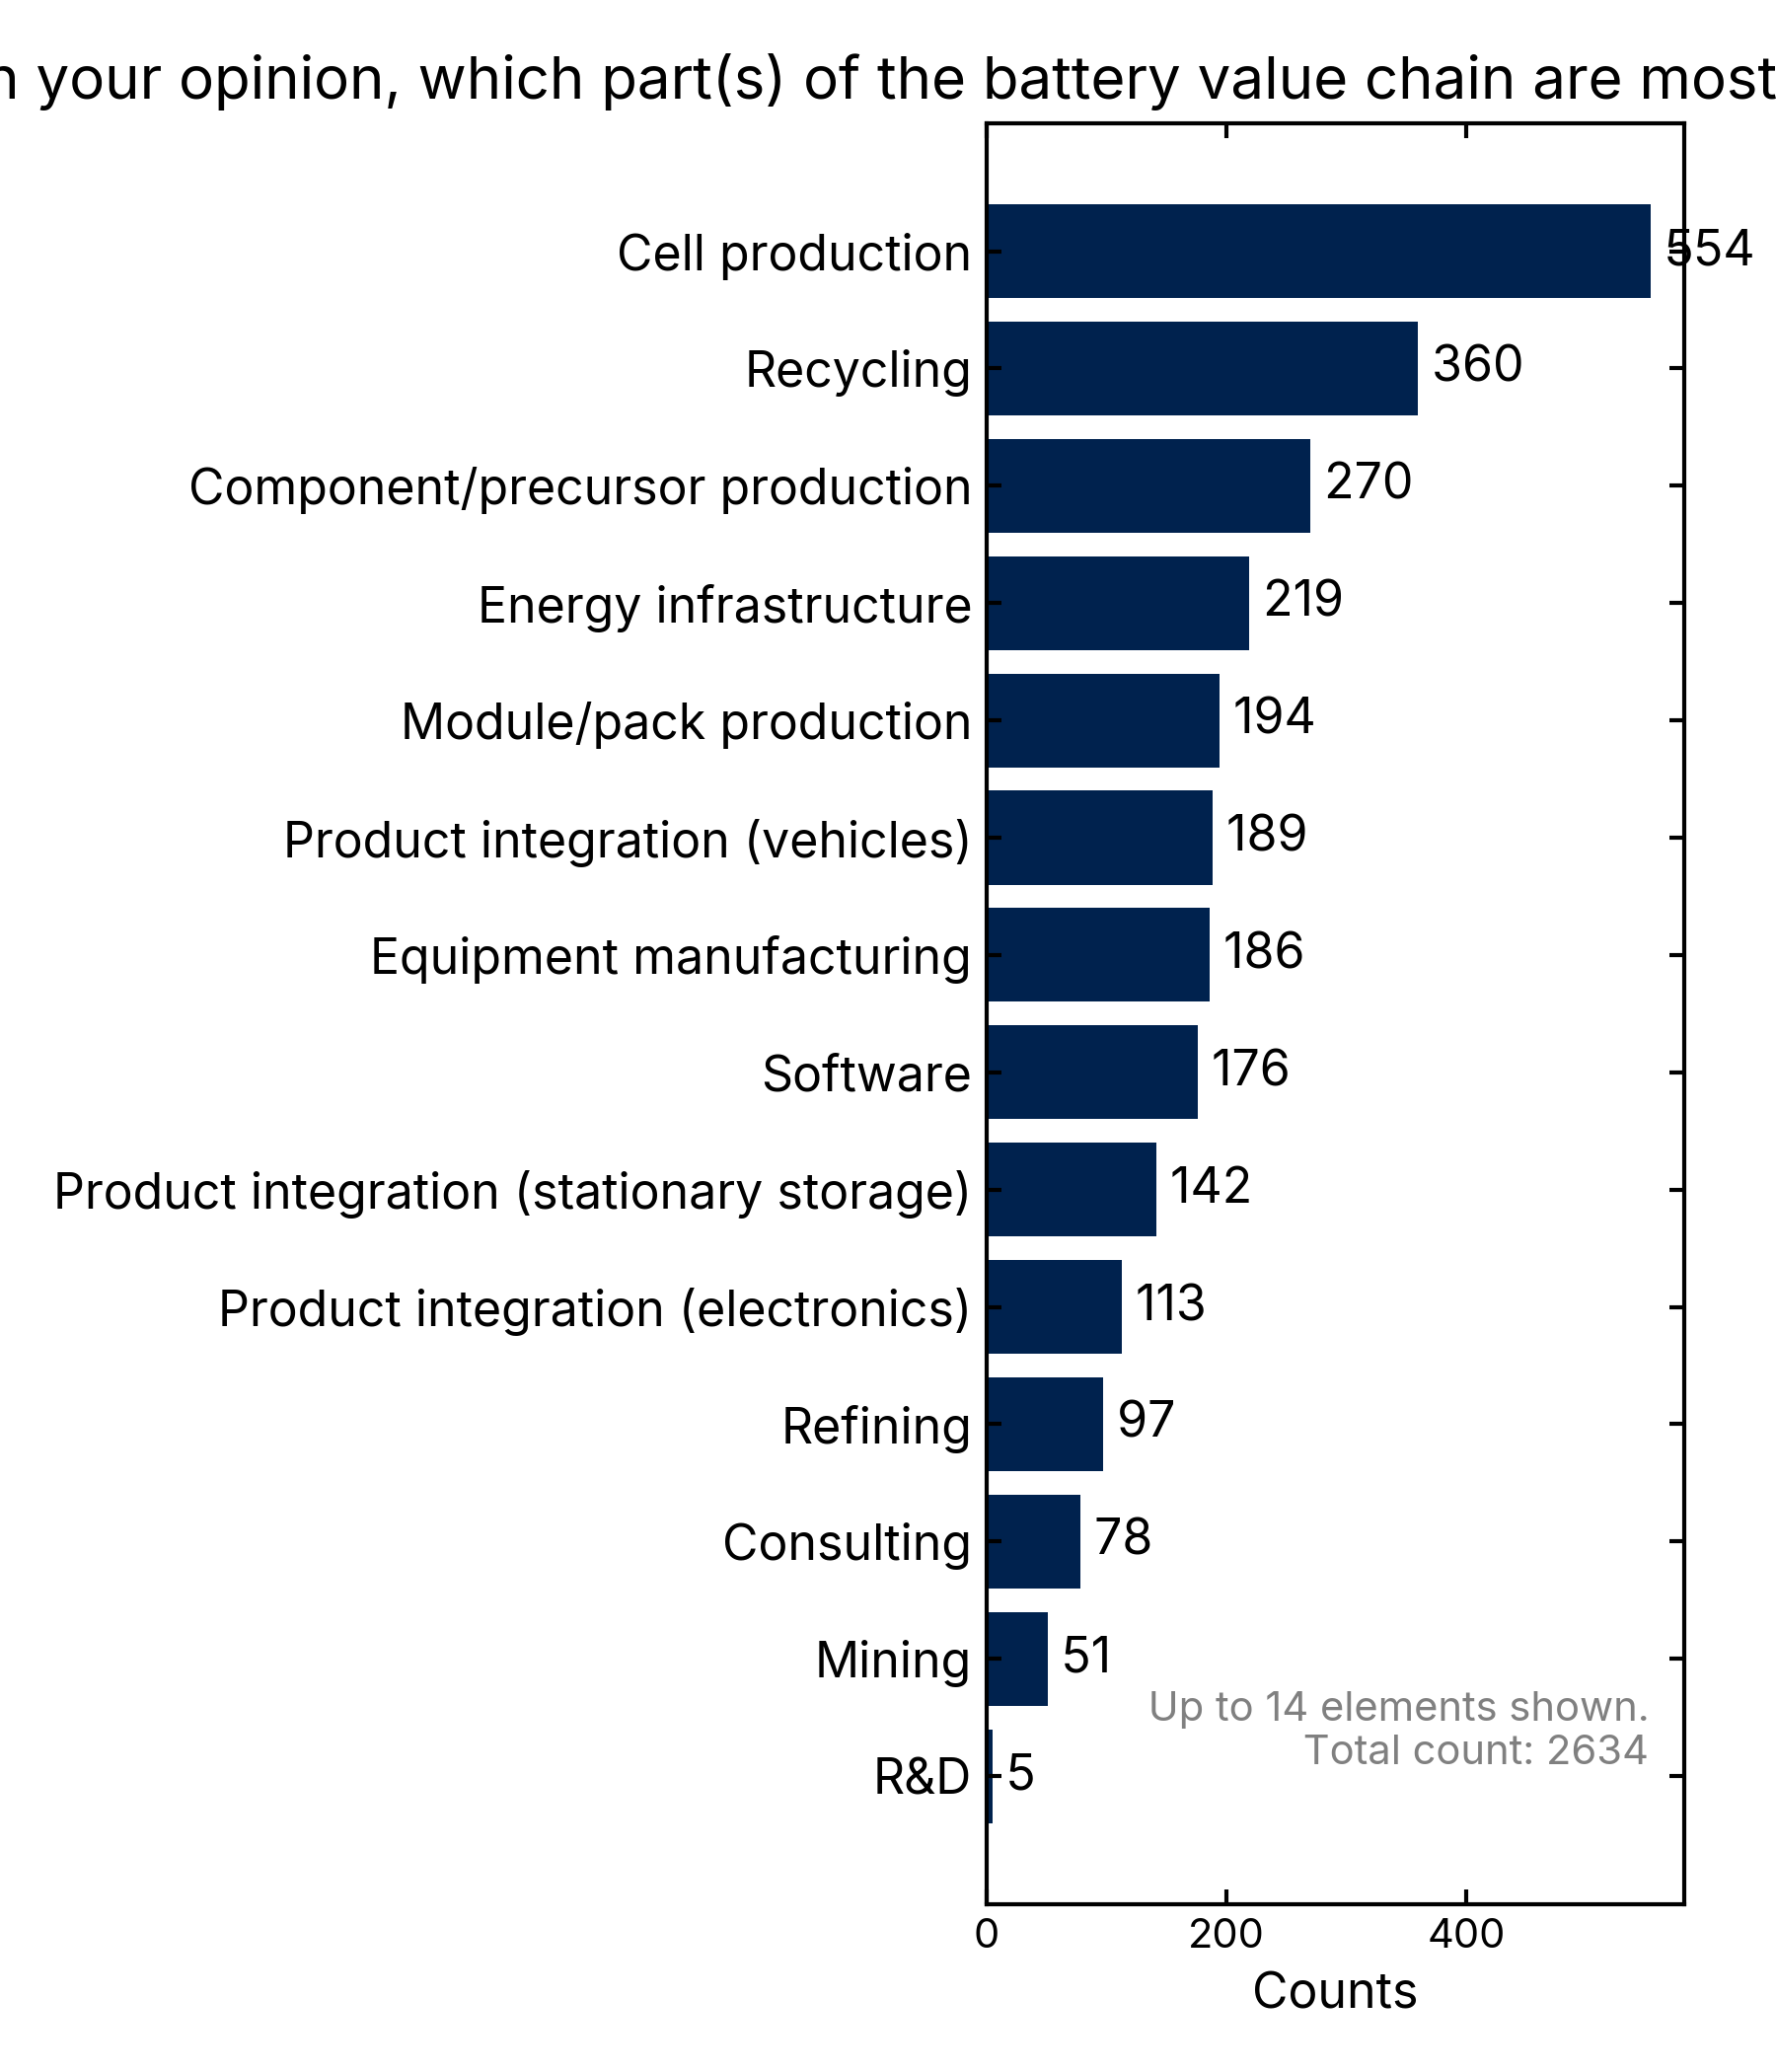 your opinion, which part(s) of the battery value chain are most
Cell production 554
Recycling 360
Component/precursor production 270
Energy infrastructure 219
Module/pack production 194
Product integration (vehicles) 189
Equipment manufacturing 186
Software 176
Product integration (stationary storage) 142
Product integration (electronics) 113
Refining 97
Consulting 78
Mining 51
Up to 14 elements shown.
Total count: 2634
R&D 5
0 200 400
Counts